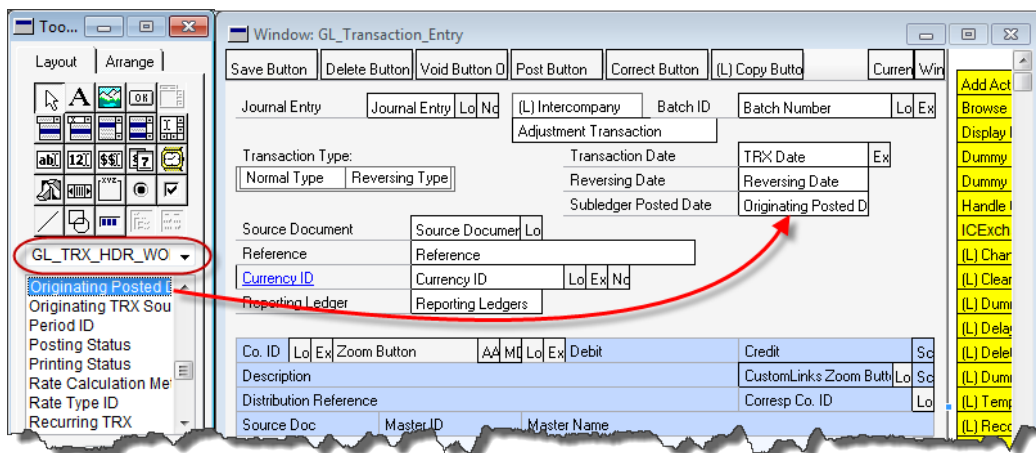 Too...
Layout Arrange
A
OK
XYZ
GL_TRX_HDR_WO
Originating Posted D
Originating TRX Sou
Period ID
Posting Status
Printing Status
Rate Calculation Met
Rate Type ID
Recurring TRX
Window: GL_Transaction_Entry
Save Button Delete Button Void Button O Post Button Correct Button (L) Copy Butto Curren Win
Journal Entry Journal Entry Lo No (L) Intercompany Batch ID Batch Number Lo Ex
Adjustment Transaction
Transaction Type: Transaction Date TRX Date Ex
Normal Type Reversing Type Reversing Date Reversing Date
Subledger Posted Date Originating Posted D
Source Document Source Documer Lo
Reference Reference
Currency ID Currency ID Lo Ex No
Reporting Ledger Reporting Ledgers
Co. ID Lo Ex Zoom Button AA MD Lo Ex Debit Credit Sc
Description CustomLinks Zoom Butt Lo Sc
Distribution Reference Corresp Co. ID Lo
Source Doc Master ID Master Name
Add Act
Browse
Display
Dummy
Dummy
Handle
ICExch
(L) Char
(L) Clear
(L) Dum
(L) Delay
(L) Delet
(L) Dum
(L) Temp
(L) Reco